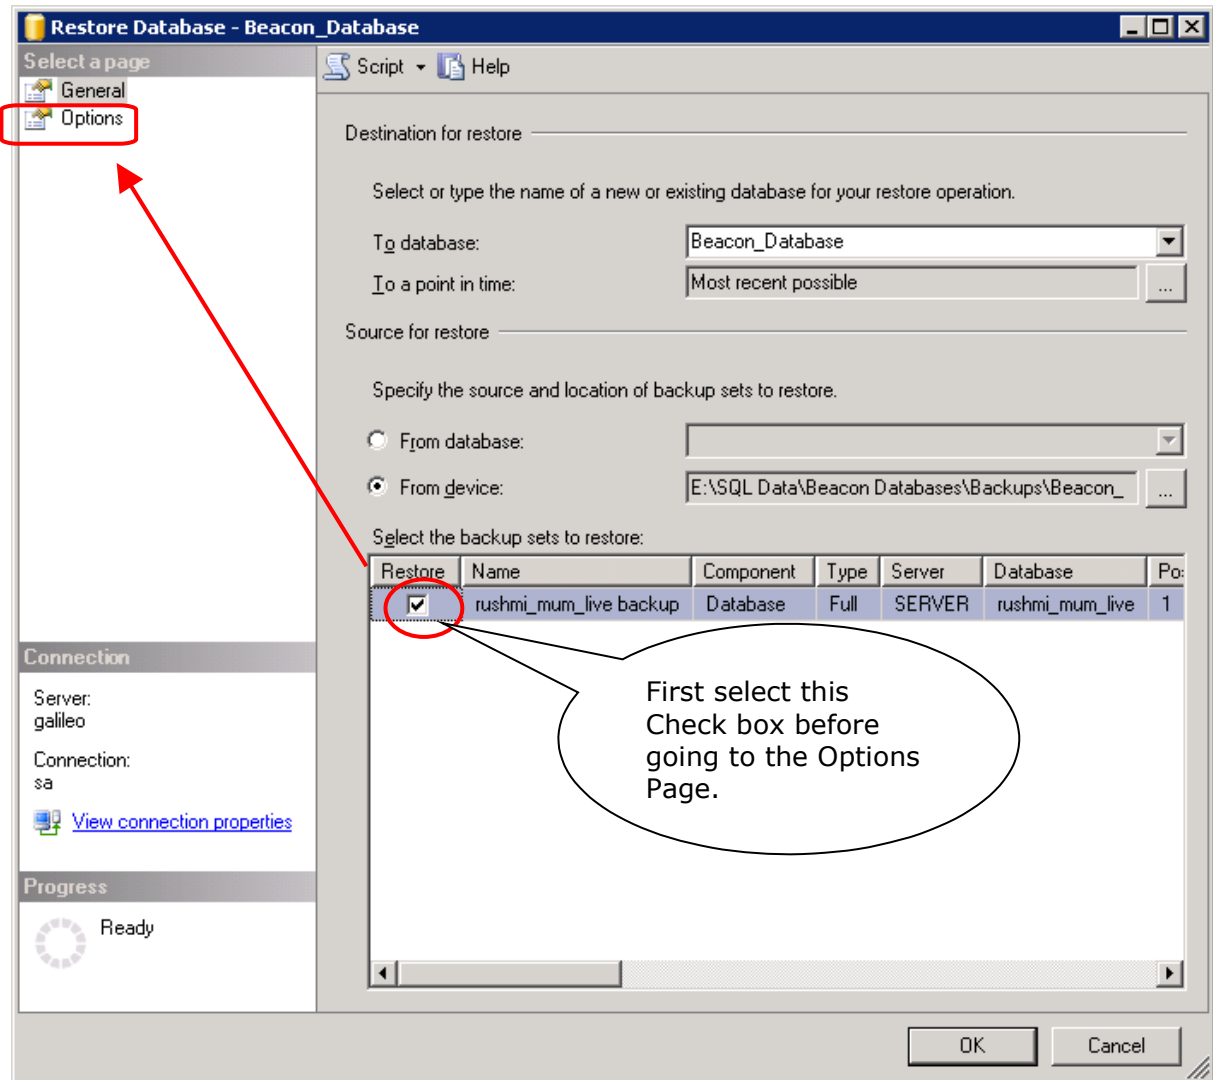 Restore Database - Beacon_Database
Select a page
General
Options
Script Help
Destination for restore
Select or type the name of a new or existing database for your restore operation.
To database: Beacon_Database
To a point in time: Most recent possible ...
Source for restore
Specify the source and location of backup sets to restore.
From database:
From device: E:\SQL Data\Beacon Databases\Backups\Beacon_ ...
Select the backup sets to restore:
Restore Name Component Type Server Database Po
rushmi_mum_live backup Database Full SERVER rushmi_mum_live 1
First select this
Check box before
going to the Options
Page.
Connection
Server:
galileo
Connection:
sa
View connection properties
Progress
Ready
OK Cancel